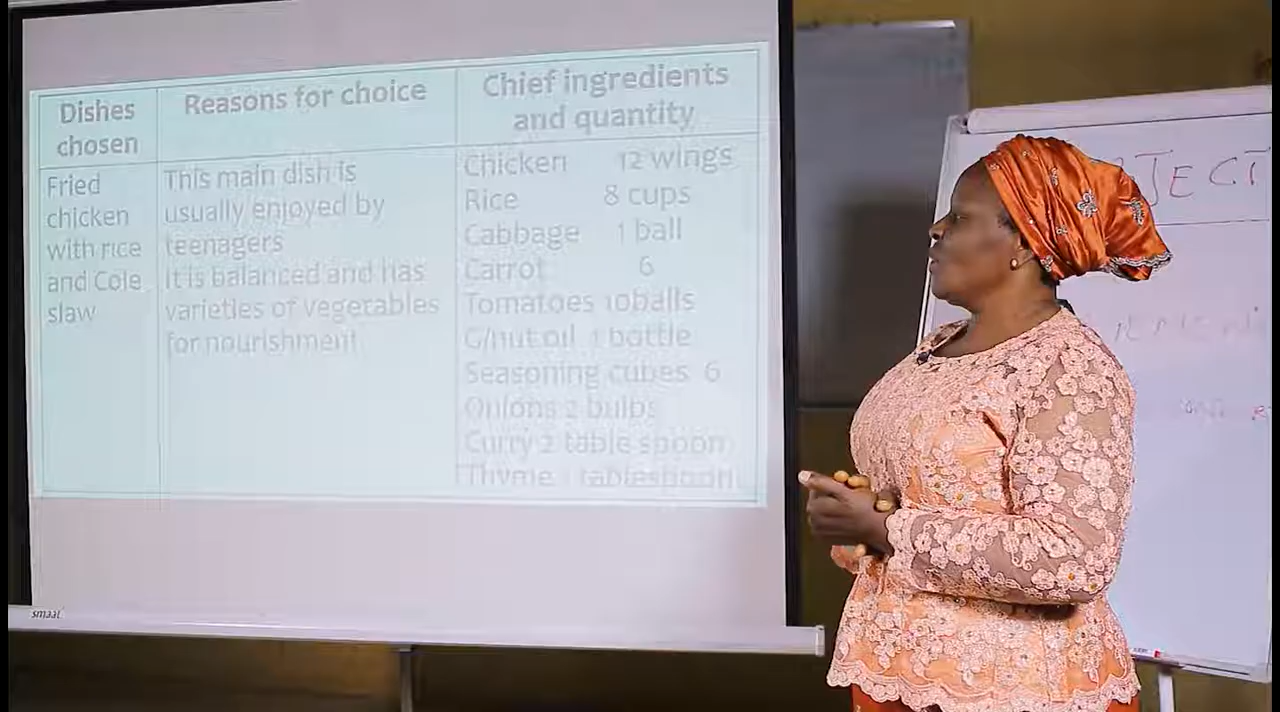 Dishes
chosen
Reasons for choice
Chief ingredients
and quantity
Fried
chicken
with rice
and Cole
slaw
This main dish is
usually enjoyed by
teenagers
It is balanced and has
varieties of vegetables
for nourishment
Chicken 12 wings
Rice 8 cups
Cabbage 1 ball
Carrot 6
Tomatoes 10balls
G/nut oil 1 bottle
Seasoning cubes 6
Onions 2 bulbs
Curry 2 table spoon
Thyme 1 tablespoon
smaat
JECT